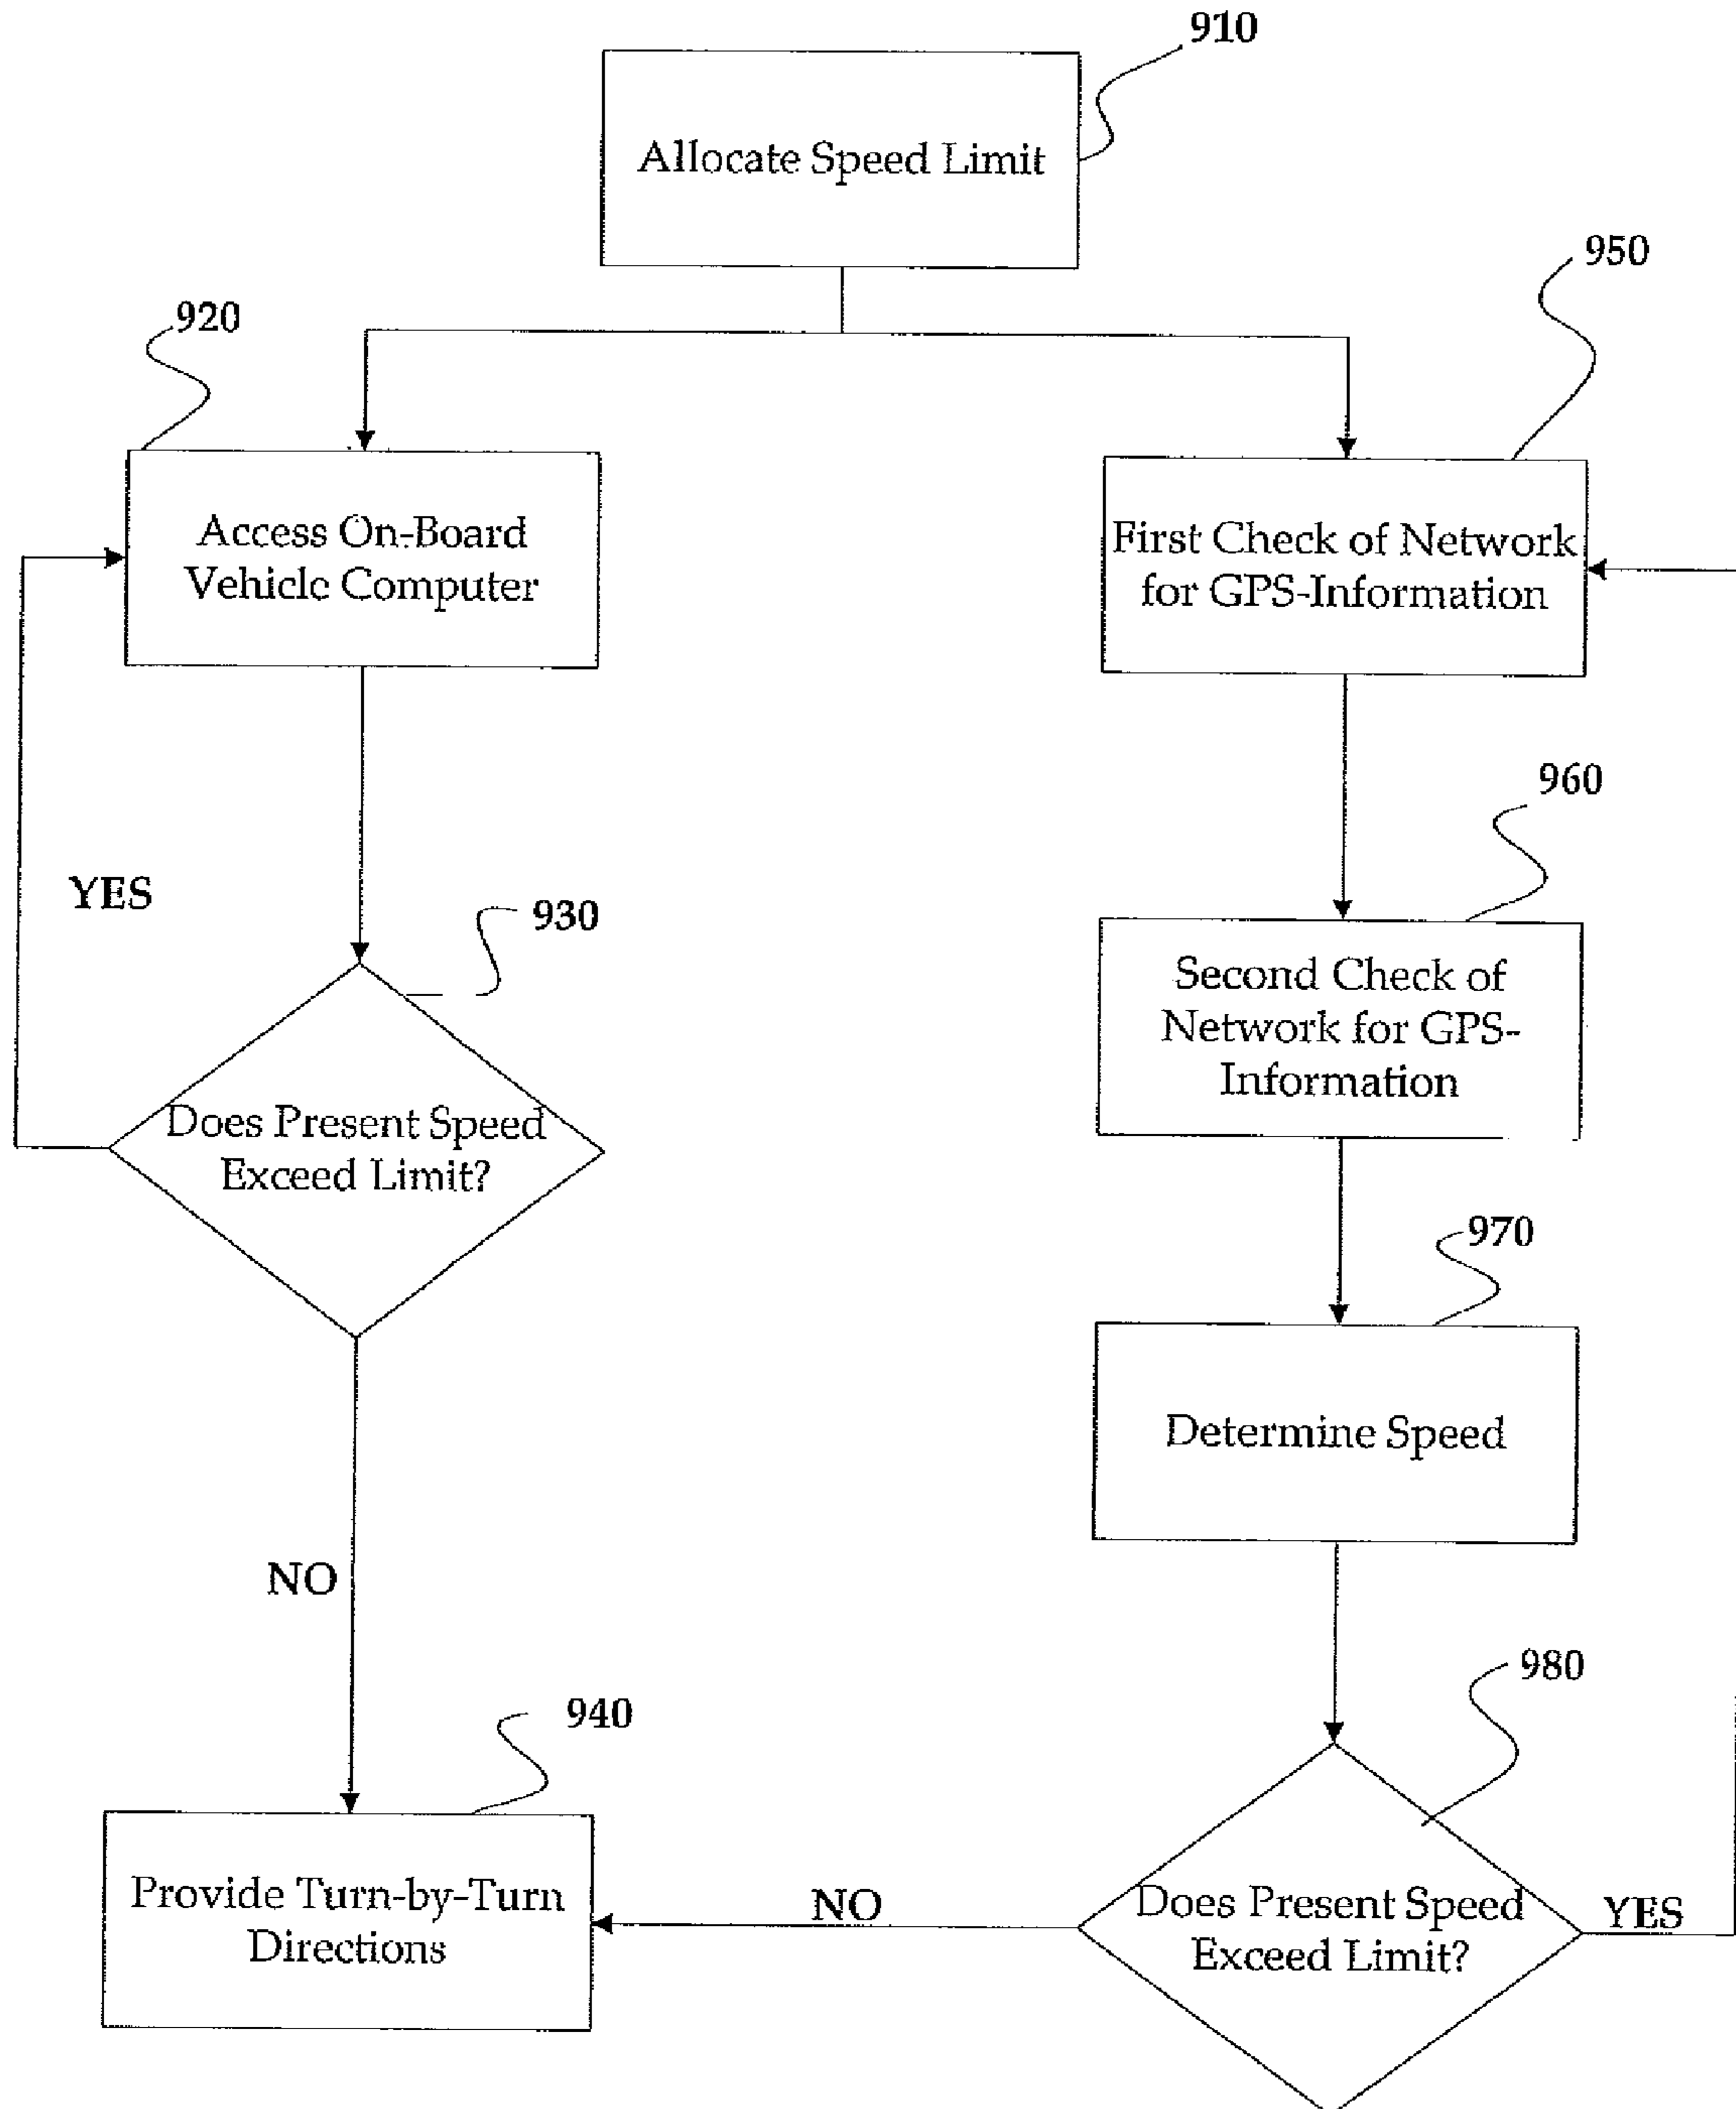 910
Allocate Speed Limit
920
950
Access On-Board
Vehicle Computer
First Check of Network
for GPS-Information
960
YES
930
Second Check of
Network for GPS-
Information
Does Present Speed
Exceed Limit?
970
Determine Speed
NO
980
940
Provide Turn-by-Turn
Directions
NO
Does Present Speed
Exceed Limit?
YES